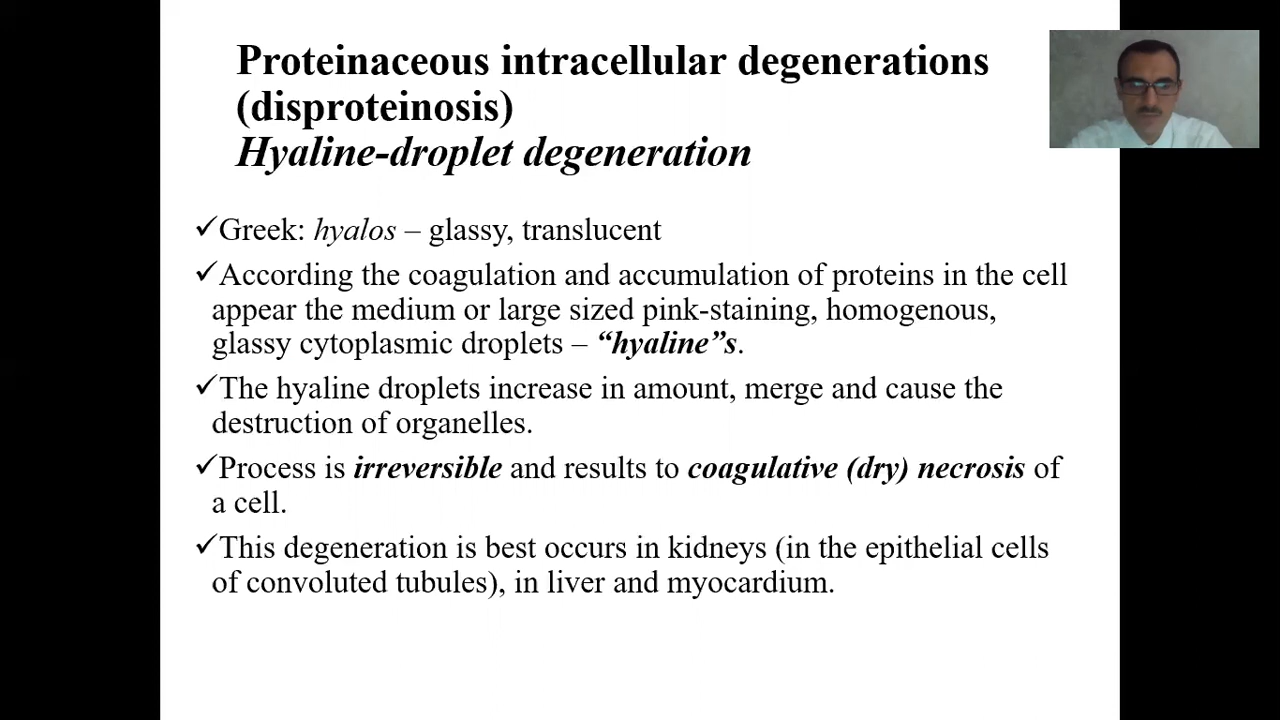 Proteinaceous intracellular degenerations
(disproteinosis)
Hyaline-droplet degeneration
✓Greek: hyalos – glassy, translucent
✓According the coagulation and accumulation of proteins in the cell
appear the medium or large sized pink-staining, homogenous,
glassy cytoplasmic droplets – “hyaline”s.
✓The hyaline droplets increase in amount, merge and cause the
destruction of organelles.
✓Process is irreversible and results to coagulative (dry) necrosis of
a cell.
✓This degeneration is best occurs in kidneys (in the epithelial cells
of convoluted tubules), in liver and myocardium.